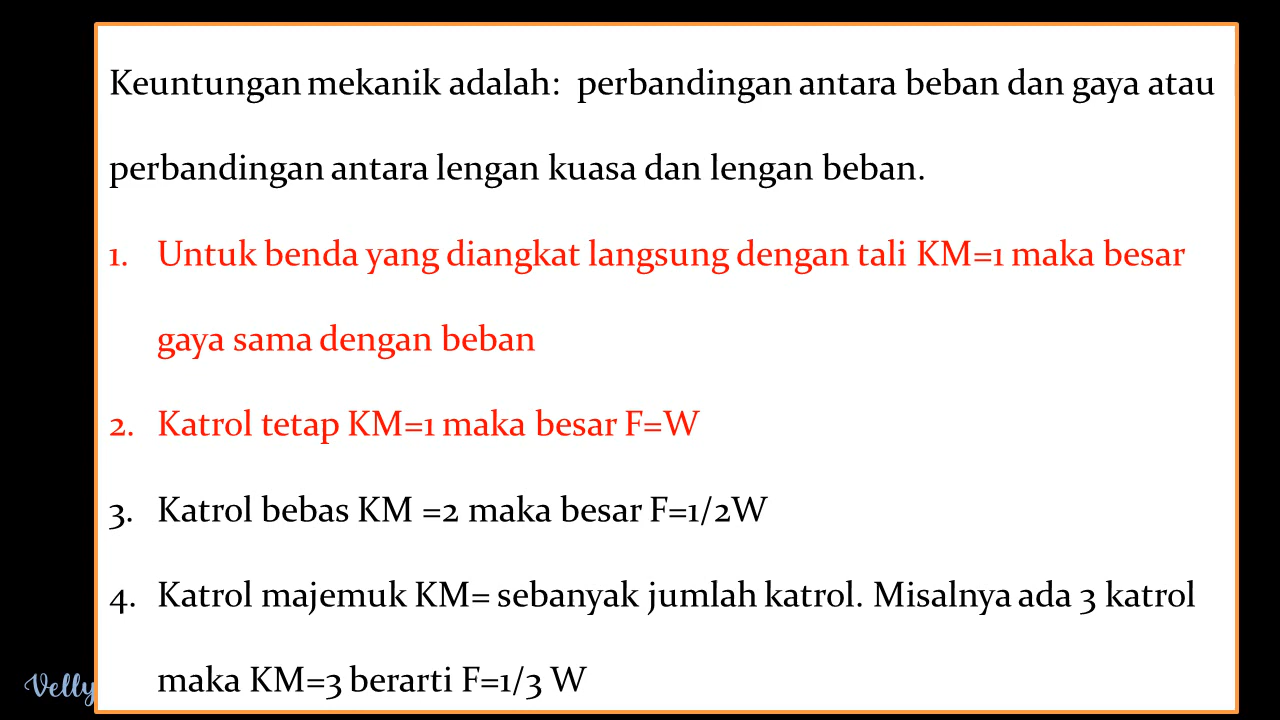 Keuntungan mekanik adalah: perbandingan antara beban dan gaya atau
perbandingan antara lengan kuasa dan lengan beban.
1. Untuk benda yang diangkat langsung dengan tali KM=1 maka besar
gaya sama dengan beban
2. Katrol tetap KM=1 maka besar F=W
3. Katrol bebas KM =2 maka besar F=1/2W
4. Katrol majemuk KM= sebanyak jumlah katrol. Misalnya ada 3 katrol
maka KM=3 berarti F=1/3 W
Velly